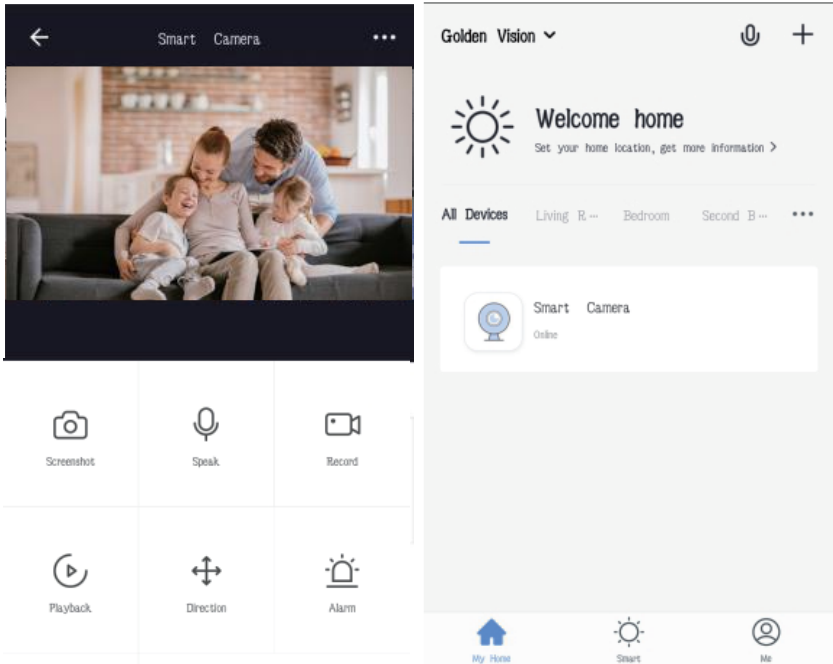 Smart Camera
Screenshot
Speak
Record
Playback
Direction
Alarm
Golden Vision
Welcome home
Set your home location, get more information >
All Devices
Living R ...
Bedroom
Second B ...
Smart Camera
Online
My Home
Smart
Me